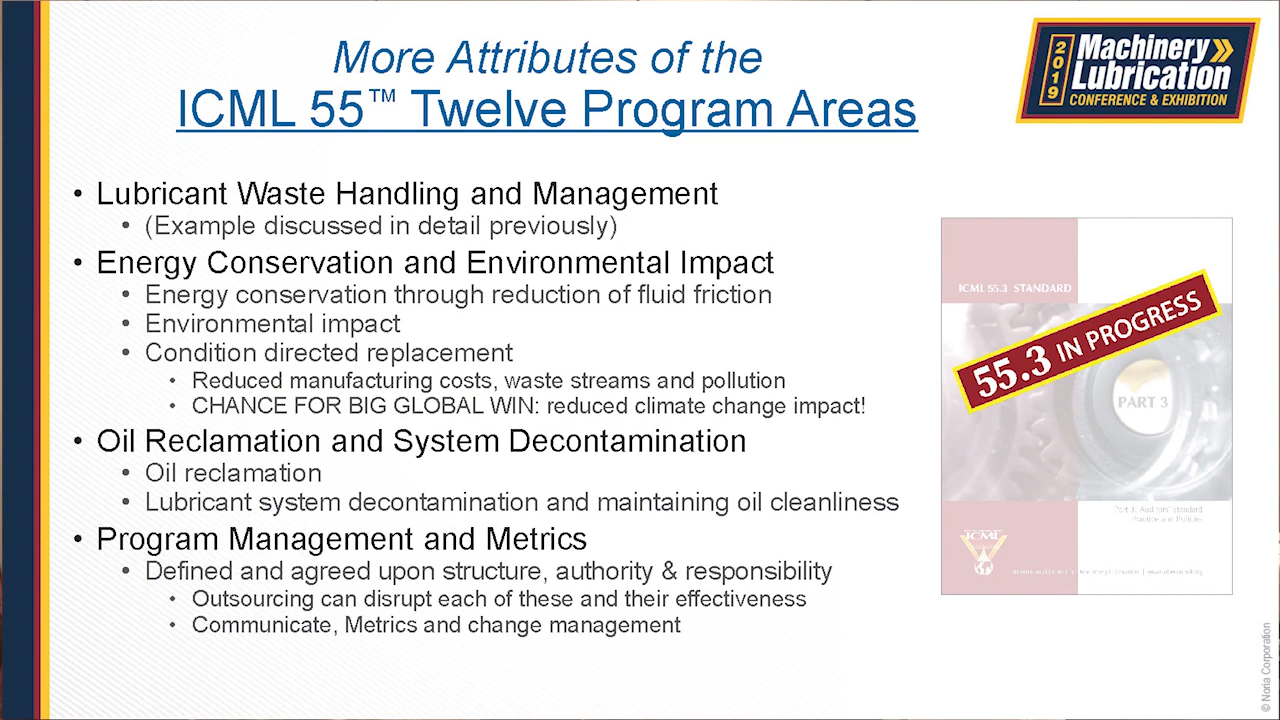 More Attributes of the
ICML 55™ Twelve Program Areas
2019
Machinery
Lubrication
CONFERENCE & EXHIBITION
• Lubricant Waste Handling and Management
• (Example discussed in detail previously)
• Energy Conservation and Environmental Impact
• Energy conservation through reduction of fluid friction
• Environmental impact
• Condition directed replacement
• Reduced manufacturing costs, waste streams and pollution
• CHANCE FOR BIG GLOBAL WIN: reduced climate change impact!
• Oil Reclamation and System Decontamination
• Oil reclamation
• Lubricant system decontamination and maintaining oil cleanliness
• Program Management and Metrics
• Defined and agreed upon structure, authority & responsibility
• Outsourcing can disrupt each of these and their effectiveness
• Communicate, Metrics and change management
ICML 55.3 STANDARD
55.3 IN PROGRESS
PART 3
Standard
Practice and Policies
ICML
© Noria Corporation